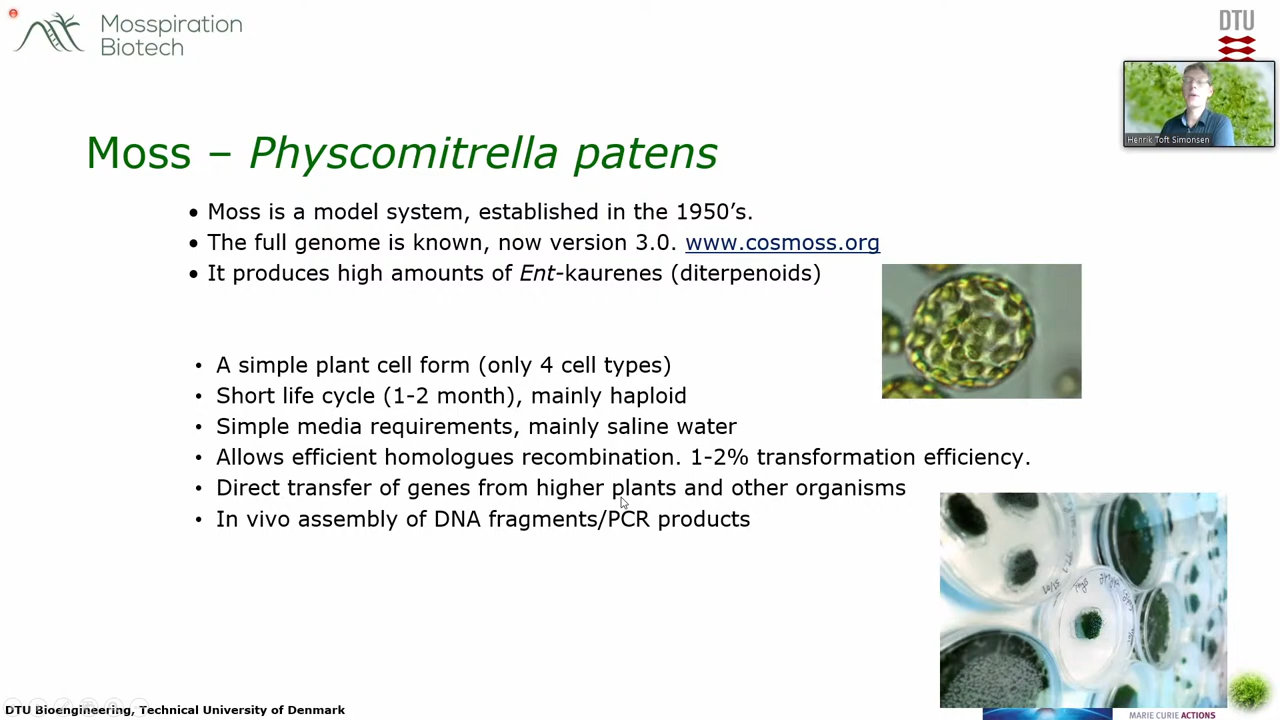 Mosspiration
Biotech
DTU
Henrik Toft Simonsen
Moss – Physcomitrella patens
• Moss is a model system, established in the 1950’s.
• The full genome is known, now version 3.0. www.cosmoss.org
• It produces high amounts of Ent-kaurenes (diterpenoids)
• A simple plant cell form (only 4 cell types)
• Short life cycle (1-2 month), mainly haploid
• Simple media requirements, mainly saline water
• Allows efficient homologues recombination. 1-2% transformation efficiency.
• Direct transfer of genes from higher plants and other organisms
• In vivo assembly of DNA fragments/PCR products
DTU Bioengineering, Technical University of Denmark
MARIE CURIE ACTIONS